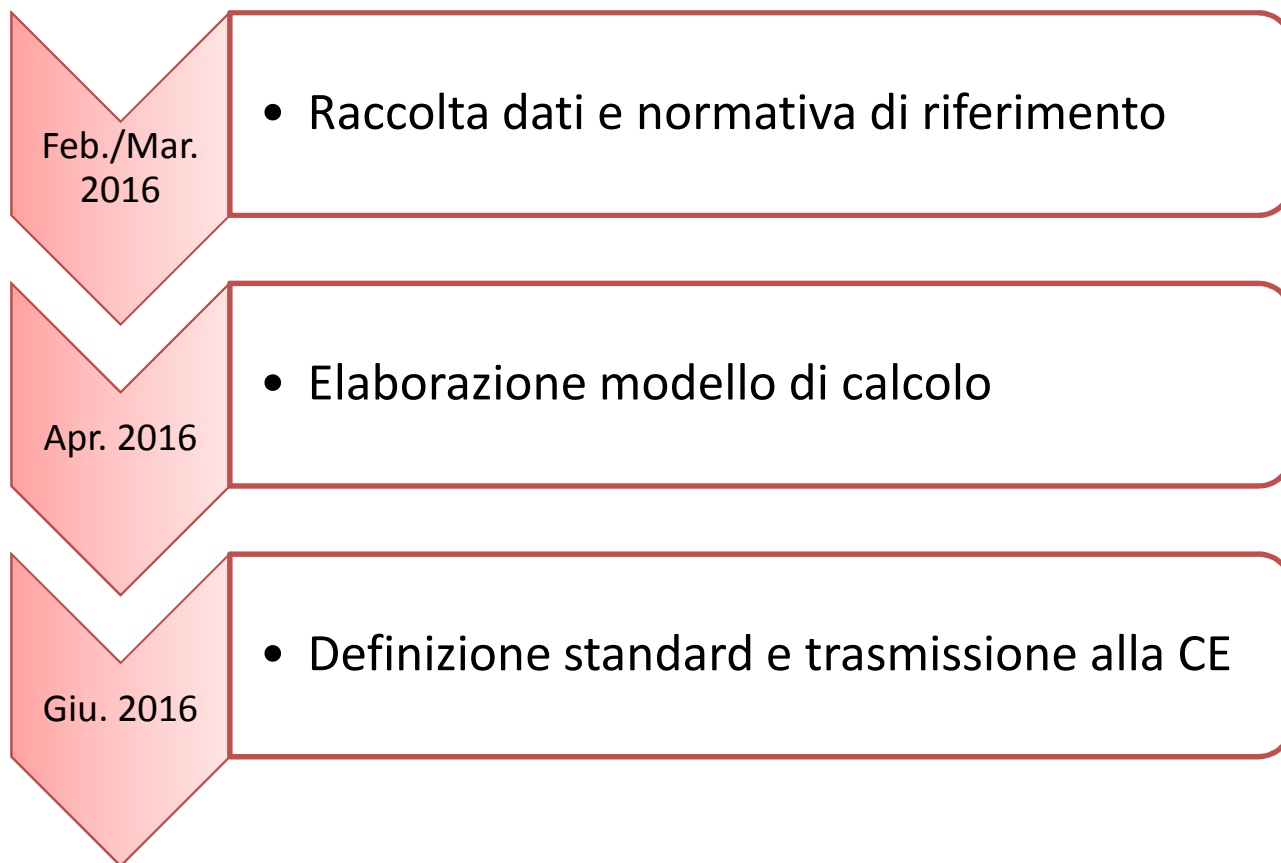 Feb./Mar.
2016
• Raccolta dati e normativa di riferimento
Apr. 2016
• Elaborazione modello di calcolo
Giu. 2016
• Definizione standard e trasmissione alla CE